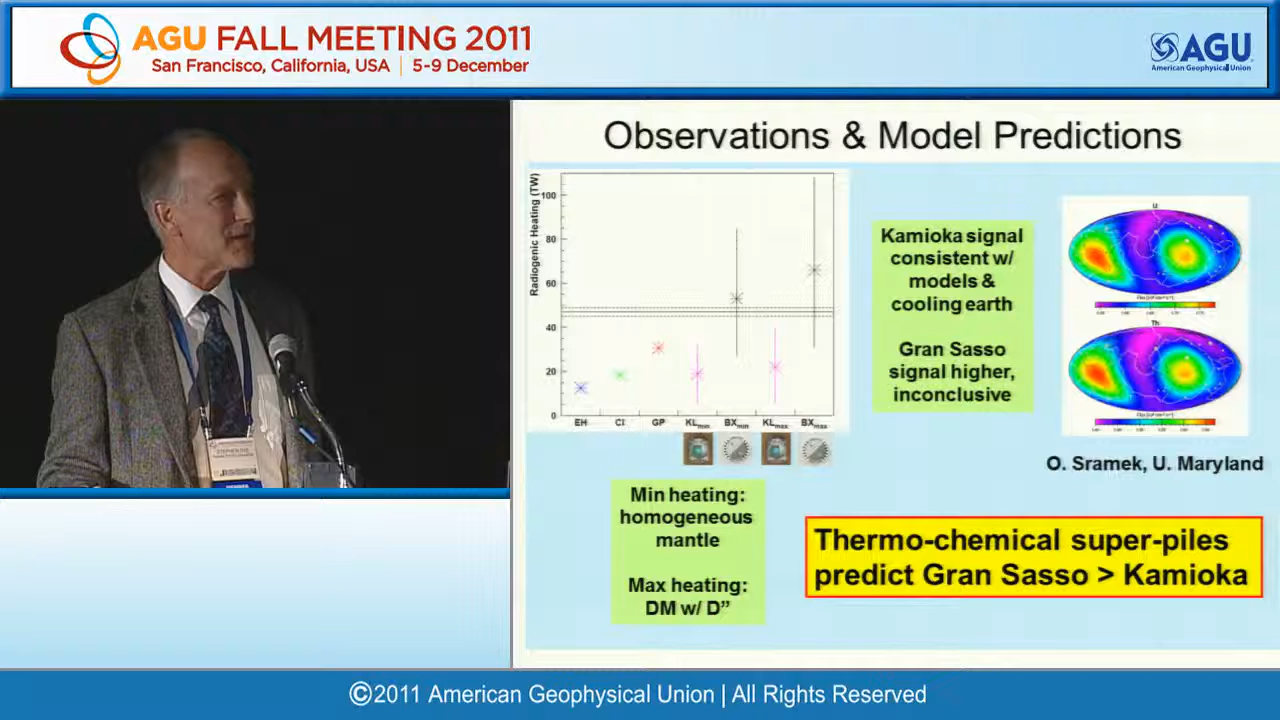 AGU FALL MEETING 2011
San Francisco, California, USA | 5-9 December
AGU
American Geophysical Union
Observations & Model Predictions
Radiogenic Heating (TW)
100
80
60
40
20
0
EH CI GP KLmin BXmin KLmax BXmax
Kamioka signal
consistent w/
models &
cooling earth
Gran Sasso
signal higher,
inconclusive
U
Th
O. Sramek, U. Maryland
Min heating:
homogeneous
mantle
Max heating:
DM w/ D”
Thermo-chemical super-piles
predict Gran Sasso > Kamioka
©2011 American Geophysical Union | All Rights Reserved